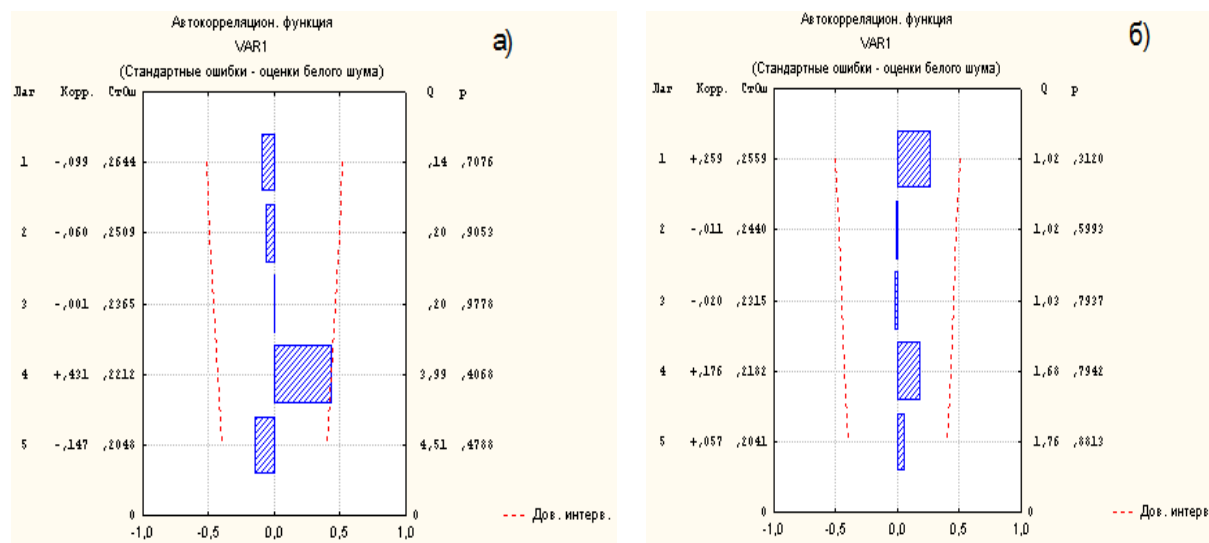 Автокорреляцион. функция
VAR1
(Стандартные ошибки - оценки белого шума)
а)
Лаг Корр. СтОш Q p
1 -,099 ,2644 ,14 ,7076
2 -,060 ,2509 ,20 ,9053
3 -,001 ,2365 ,20 ,9778
4 +,431 ,2212 3,99 ,4068
5 -,147 ,2048 4,51 ,4788
0 0
-1,0 -0,5 0,0 0,5 1,0
Дов. интерв.
Автокорреляцион. функция
VAR1
(Стандартные ошибки - оценки белого шума)
б)
Лаг Корр. СтОш Q p
1 +,259 ,2559 1,02 ,3120
2 -,011 ,2440 1,02 ,5993
3 -,020 ,2315 1,03 ,7937
4 +,176 ,2182 1,68 ,7942
5 +,057 ,2041 1,76 ,8813
0 0
-1,0 -0,5 0,0 0,5 1,0
Дов. интерв